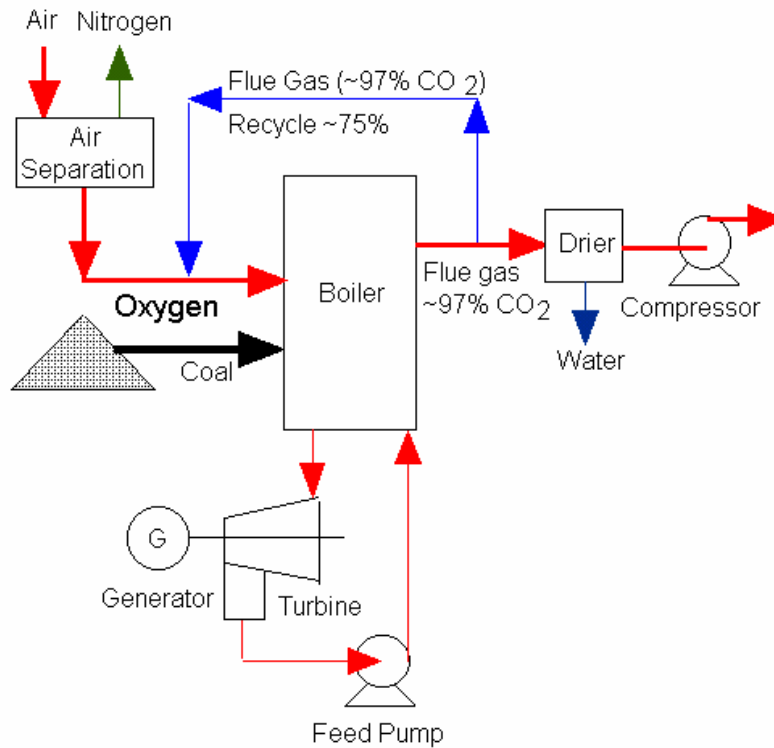 Air
Nitrogen
Flue Gas (~97% CO 2)
Recycle ~75%
Air
Separation
Oxygen
Boiler
Drier
Flue gas
~97% CO2
Compressor
Coal
Water
G
Generator
Turbine
Feed Pump